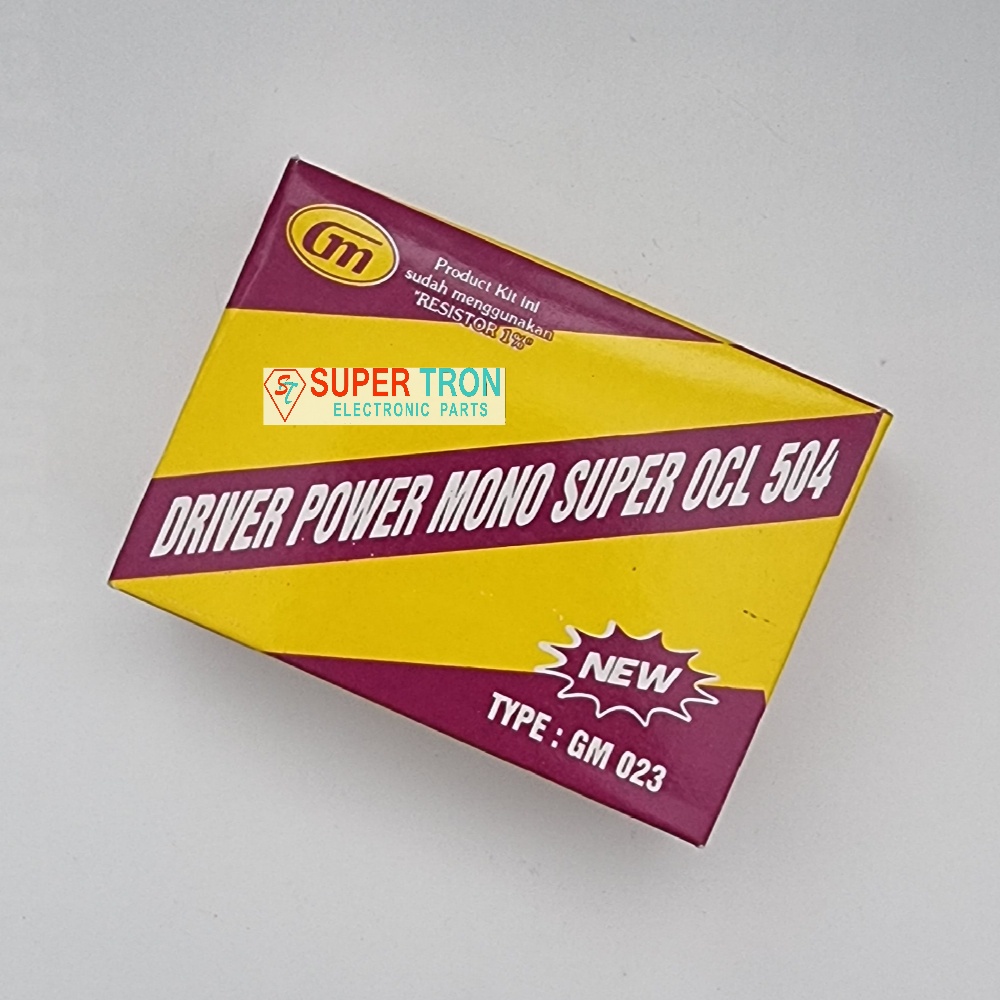 Gm
Product Kit ini
sudah menggunakan
"RESISTOR 1%"
ST SUPER TRON
ELECTRONIC PARTS
DRIVER POWER MONO SUPER OCL 504
NEW
TYPE : GM 023